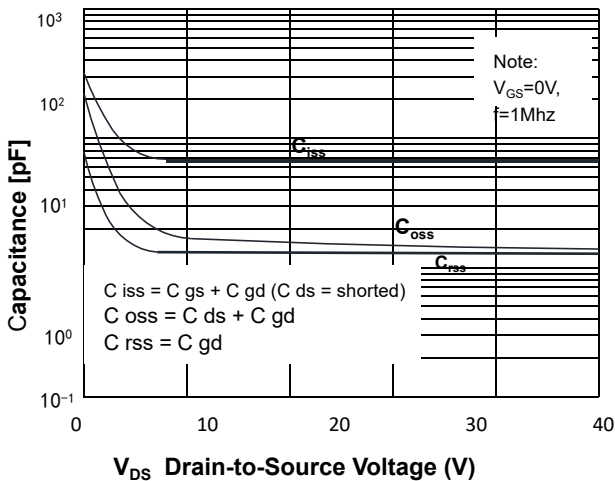 10³
Note:
V_GS=0V,
f=1Mhz
10²
C_iss
10¹
C_oss
C_rss
C iss = C gs + C gd (C ds = shorted)
C oss = C ds + C gd
C rss = C gd
10⁰
10⁻¹
Capacitance [pF]
0 10 20 30 40
V_DS Drain-to-Source Voltage (V)